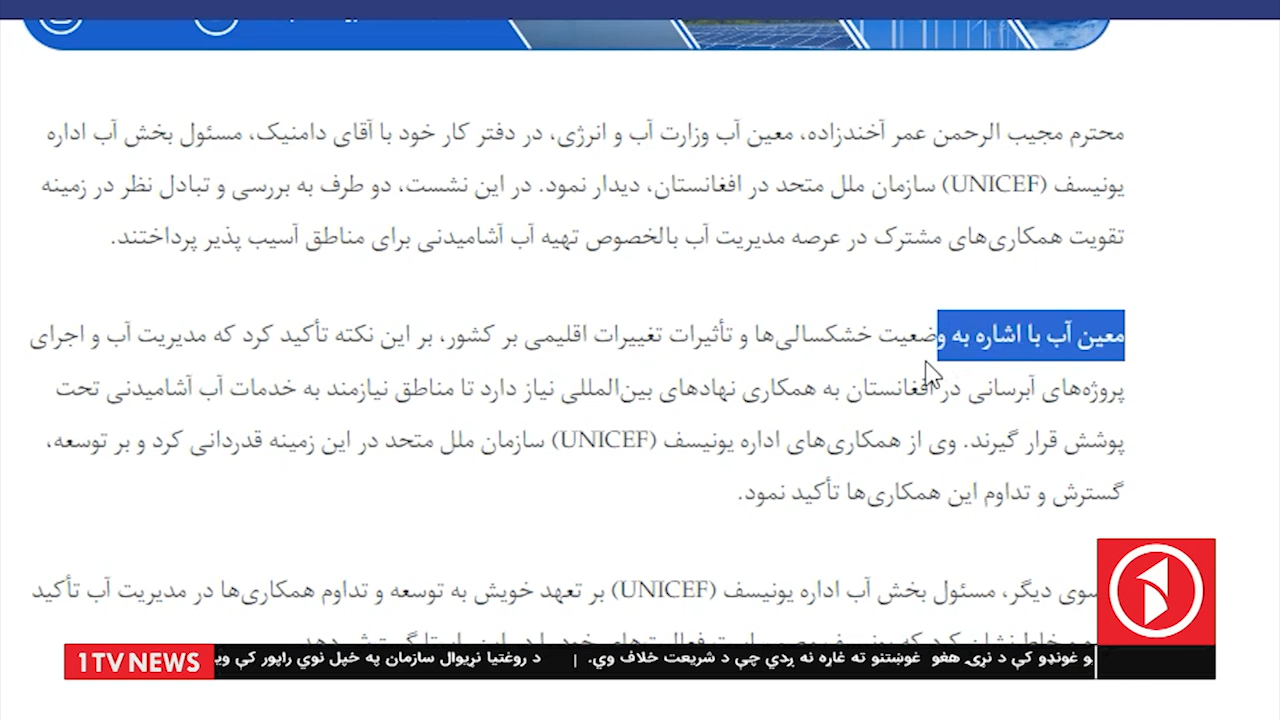 محترم مجیب الرحمن عمر آخندزاده، معین آب وزارت آب و انرژی، در دفتر کار خود با آقای دامنیک، مسئول بخش آب اداره
یونیسف (UNICEF) سازمان ملل متحد در افغانستان، دیدار نمود. در این نشست، دو طرف به بررسی و تبادل نظر در زمینه
تقویت همکاری‌های مشترک در عرصه مدیریت آب بالخصوص تهیه آب آشامیدنی برای مناطق آسیب پذیر پرداختند.
معین آب با اشاره به وضعیت خشکسالی‌ها و تأثیرات تغییرات اقلیمی بر کشور، بر این نکته تأکید کرد که مدیریت آب و اجرای
پروژه‌های آبرسانی در افغانستان به همکاری نهادهای بین‌المللی نیاز دارد تا مناطق نیازمند به خدمات آب آشامیدنی تحت
پوشش قرار گیرند. وی از همکاری‌های اداره یونیسف (UNICEF) سازمان ملل متحد در این زمینه قدردانی کرد و بر توسعه،
گسترش و تداوم این همکاری‌ها تأکید نمود.
سوی دیگر، مسئول بخش آب اداره یونیسف (UNICEF) بر تعهد خویش به توسعه و تداوم همکاری‌ها در مدیریت آب تأکید
1TV NEWS
و غونډو کې د نړۍ هغو غوښتنو ته غاړه نه ږدي چې د شریعت خلاف وي. | د روغتیا نړیوال سازمان په خپل نوي راپور کې